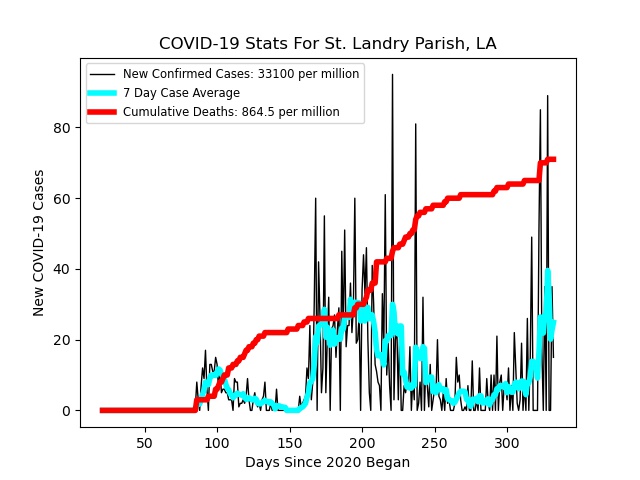 COVID-19 Stats For St. Landry Parish, LA
New Confirmed Cases: 33100 per million
7 Day Case Average
Cumulative Deaths: 864.5 per million
New COVID-19 Cases
80
60
40
20
0
50 100 150 200 250 300
Days Since 2020 Began